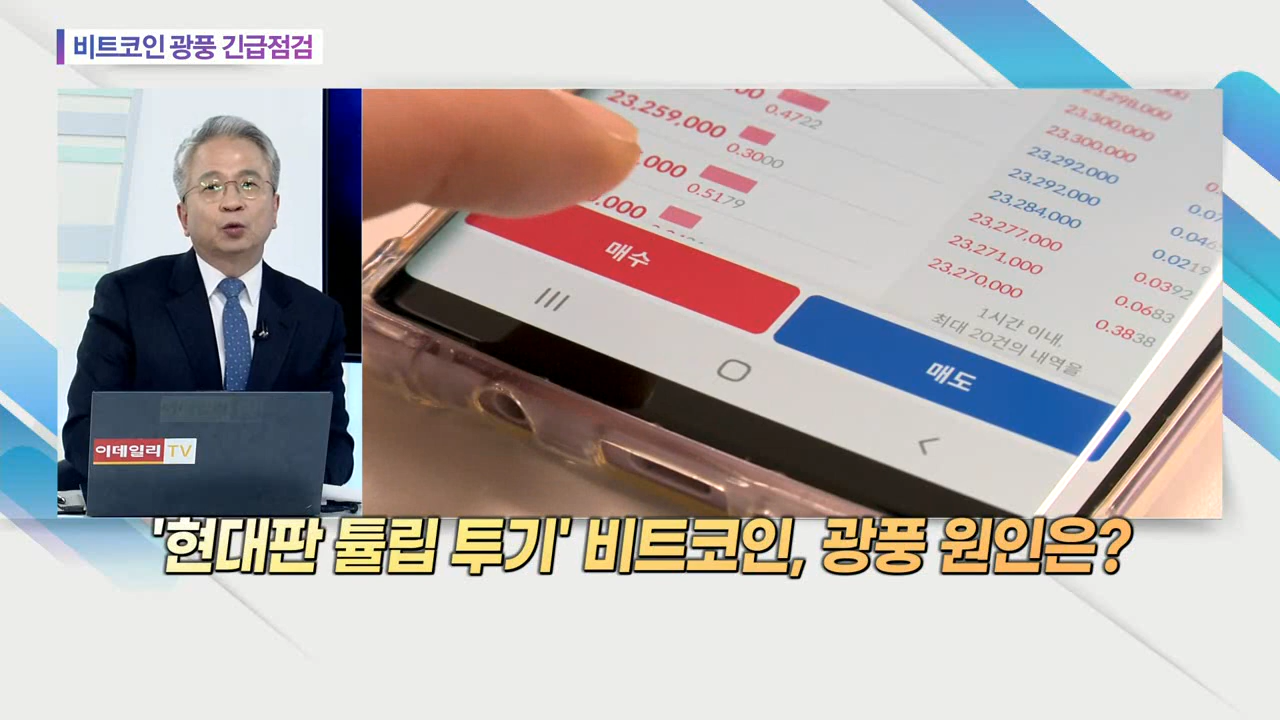 비트코인 광풍 긴급점검
0.4722
23,259,000
0.3000
,000
0.5179
,000
매수
매도
23,298,000
23,300,000
23,300,000
23,292,000
23,292,000
23,284,000
23,277,000
0.0219
23,271,000
0.0392
23,270,000
0.0683
0.3838
1시간 이내,
최대 20건의 내역을
이데일리 TV
'현대판 튤립 투기' 비트코인, 광풍 원인은?